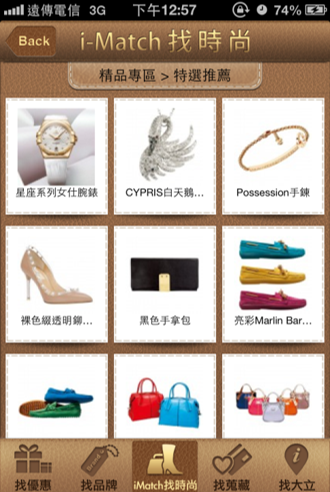 遠傳電信 3G 下午12:57 74%
Back i-Match 找時尚
精品專區 > 特選推薦
星座系列女仕腕錶 CYPRIS白天鵝... Possession手鍊
裸色綴透明鉚... 黑色手拿包 亮彩Marlin Bar...
找優惠 找品牌 iMatch找時尚 找蒐藏 找大立